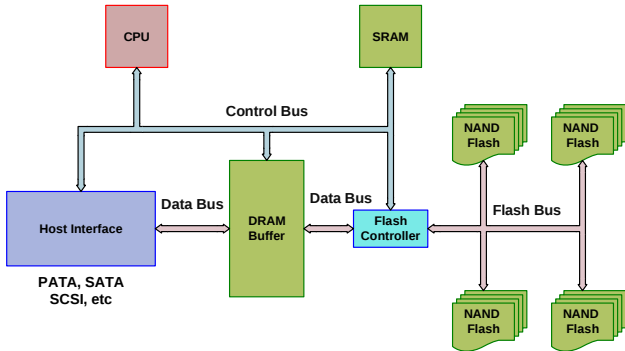 CPU
SRAM
Control Bus
NAND
Flash
NAND
Flash
Host Interface
Data Bus
DRAM
Buffer
Data Bus
Flash
Controller
Flash Bus
PATA, SATA
SCSI, etc
NAND
Flash
NAND
Flash